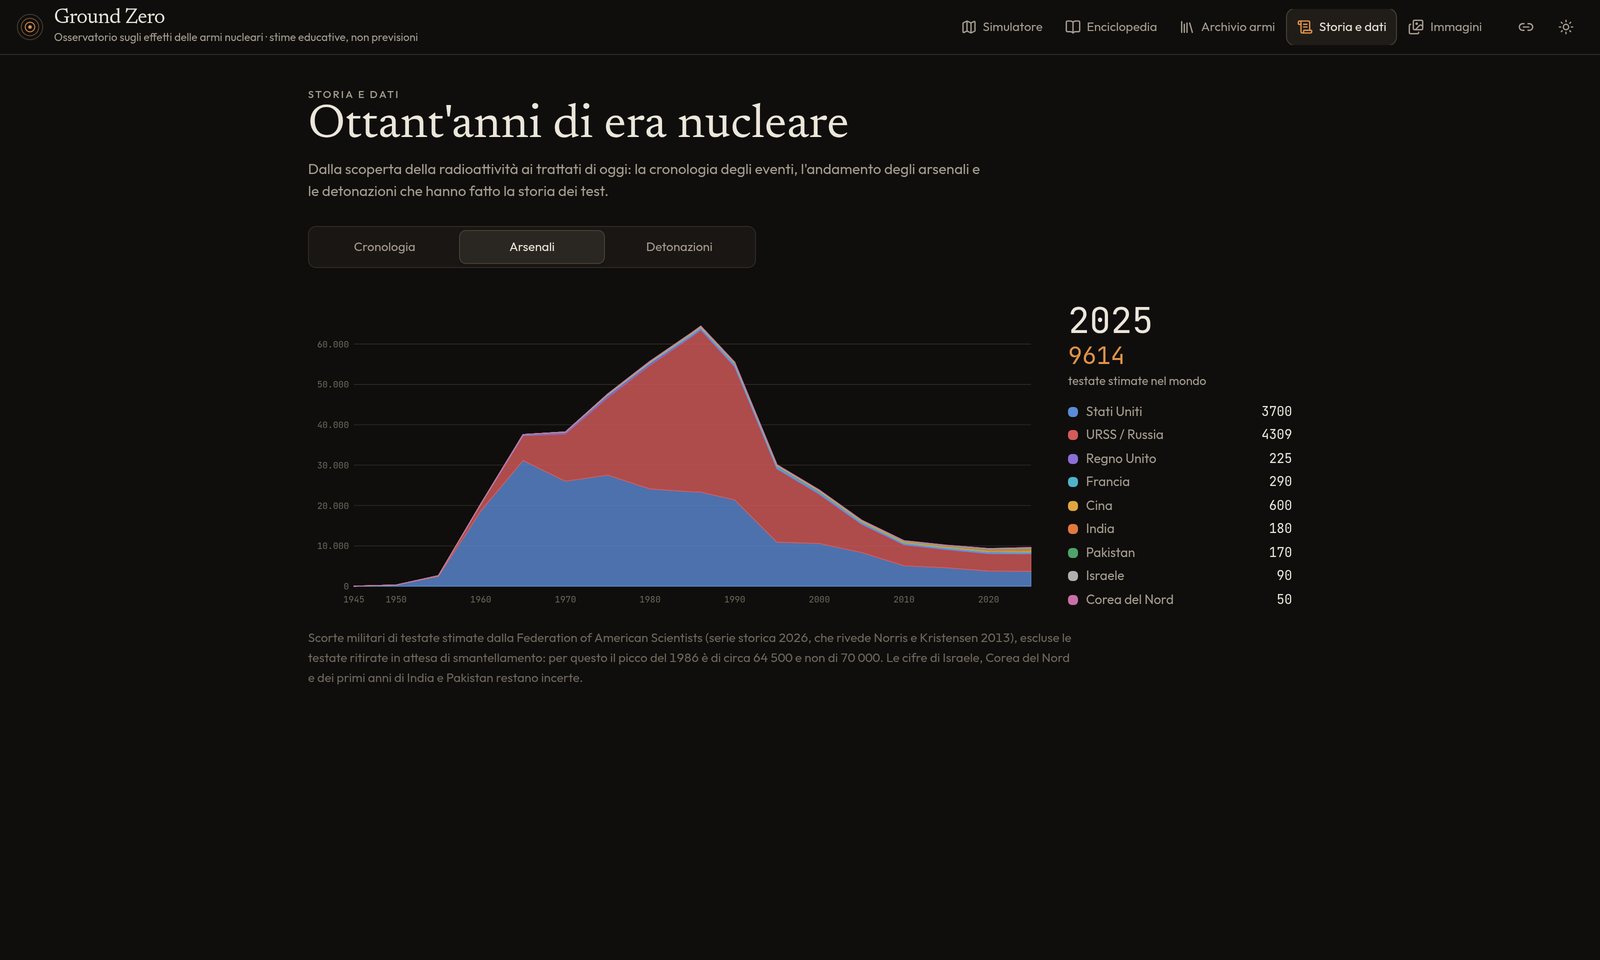 Ground Zero
Osservatorio sugli effetti delle armi nucleari · stime educative, non previsioni
Simulatore
Enciclopedia
Archivio armi
Storia e dati
Immagini
STORIA E DATI
Ottant'anni di era nucleare
Dalla scoperta della radioattività ai trattati di oggi: la cronologia degli eventi, l'andamento degli arsenali e
le detonazioni che hanno fatto la storia dei test.
Cronologia
Arsenali
Detonazioni
60.000
50.000
40.000
30.000
20.000
10.000
0
1945 1950 1960 1970 1980 1990 2000 2010 2020
2025
9614
testate stimate nel mondo
Stati Uniti 3700
URSS / Russia 4309
Regno Unito 225
Francia 290
Cina 600
India 180
Pakistan 170
Israele 90
Corea del Nord 50
Scorte militari di testate stimate dalla Federation of American Scientists (serie storica 2026, che rivede Norris e Kristensen 2013), escluse le
testate ritirate in attesa di smantellamento: per questo il picco del 1986 è di circa 64 500 e non di 70 000. Le cifre di Israele, Corea del Nord
e dei primi anni di India e Pakistan restano incerte.